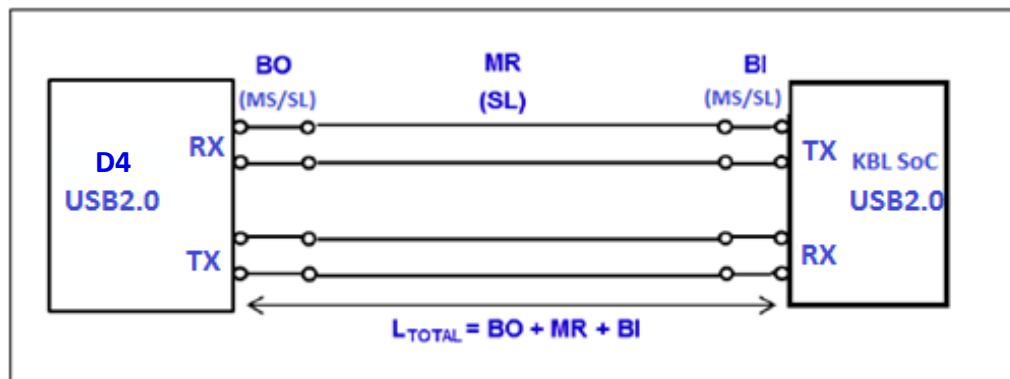 BO
(MS/SL)
MR
(SL)
BI
(MS/SL)
D4
USB2.0
RX
TX
TX
RX
KBL SoC
USB2.0
L TOTAL = BO + MR + BI